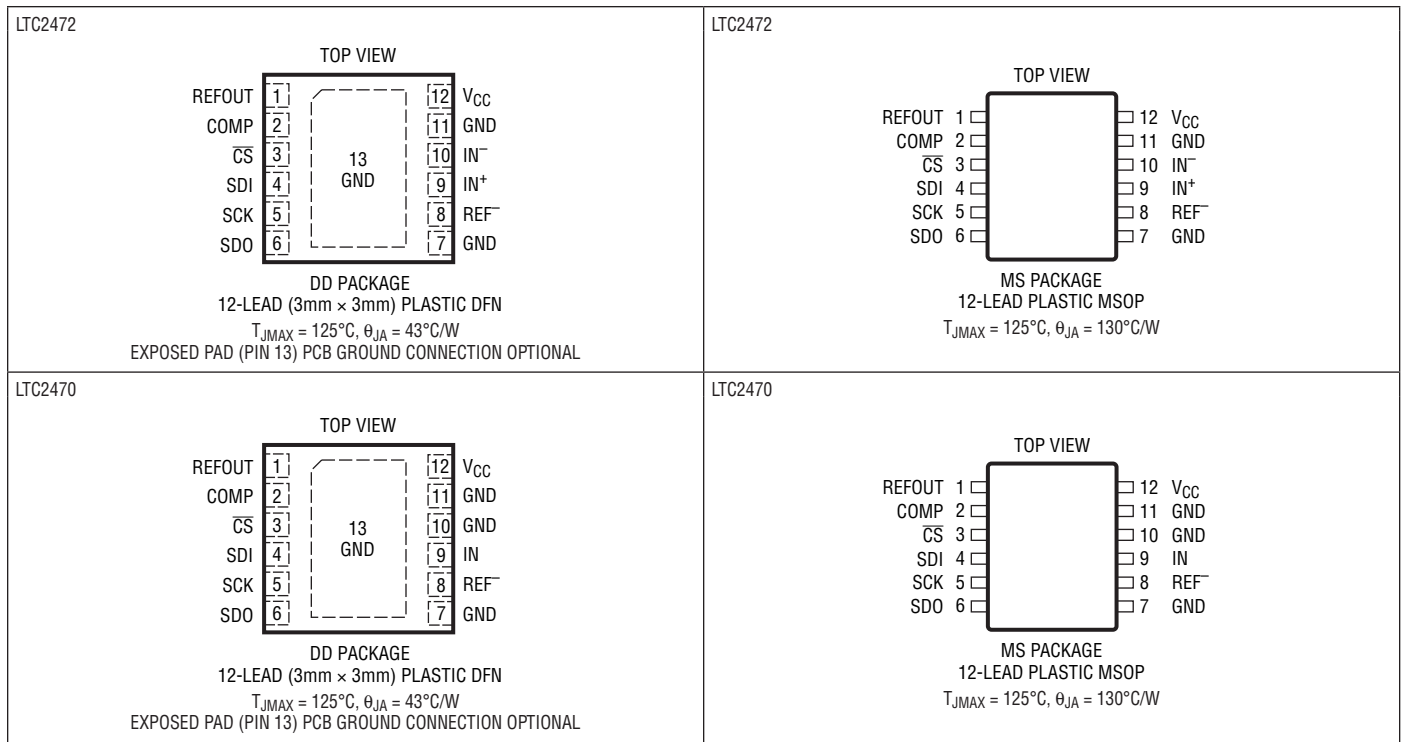 LTC2472
TOP VIEW
REFOUT 1 12 VCC
COMP 2 11 GND
C̅S̅ 3 10 IN–
SDI 4 9 IN+
SCK 5 8 REF–
SDO 6 7 GND
13
GND
DD PACKAGE
12-LEAD (3mm × 3mm) PLASTIC DFN
TJMAX = 125°C, θJA = 43°C/W
EXPOSED PAD (PIN 13) PCB GROUND CONNECTION OPTIONAL
LTC2472
TOP VIEW
REFOUT 1 12 VCC
COMP 2 11 GND
C̅S̅ 3 10 IN–
SDI 4 9 IN+
SCK 5 8 REF–
SDO 6 7 GND
MS PACKAGE
12-LEAD PLASTIC MSOP
TJMAX = 125°C, θJA = 130°C/W
LTC2470
TOP VIEW
REFOUT 1 12 VCC
COMP 2 11 GND
C̅S̅ 3 10 GND
SDI 4 9 IN
SCK 5 8 REF–
SDO 6 7 GND
13
GND
DD PACKAGE
12-LEAD (3mm × 3mm) PLASTIC DFN
TJMAX = 125°C, θJA = 43°C/W
EXPOSED PAD (PIN 13) PCB GROUND CONNECTION OPTIONAL
LTC2470
TOP VIEW
REFOUT 1 12 VCC
COMP 2 11 GND
C̅S̅ 3 10 GND
SDI 4 9 IN
SCK 5 8 REF–
SDO 6 7 GND
MS PACKAGE
12-LEAD PLASTIC MSOP
TJMAX = 125°C, θJA = 130°C/W